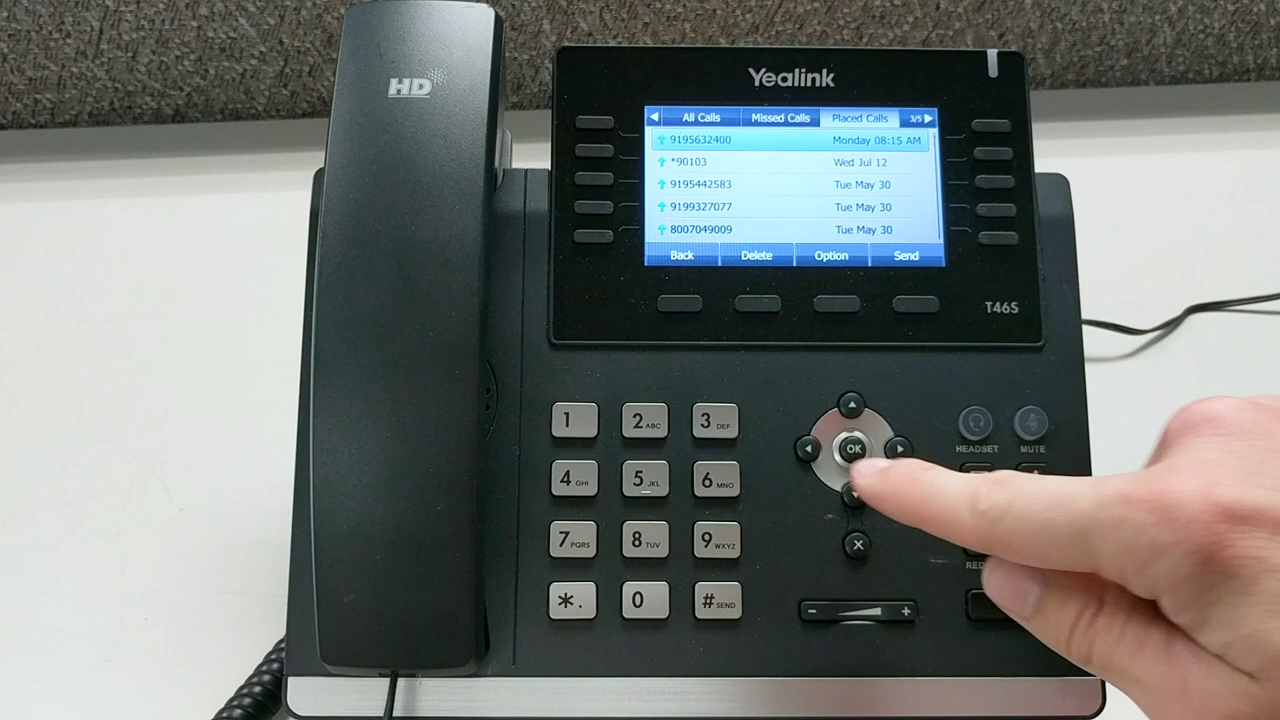 HD
Yealink
All Calls Missed Calls Placed Calls 3/5
9195632400 Monday 08:15 AM
*90103 Wed Jul 12
9195442583 Tue May 30
9199327077 Tue May 30
8007049009 Tue May 30
Back Delete Option Send
T46S
1 2 ABC 3 DEF
OK
HEADSET MUTE
4 GHI 5 JKL 6 MNO
7 PQRS 8 TUV 9 WXYZ
X
*. 0 # SEND
- +